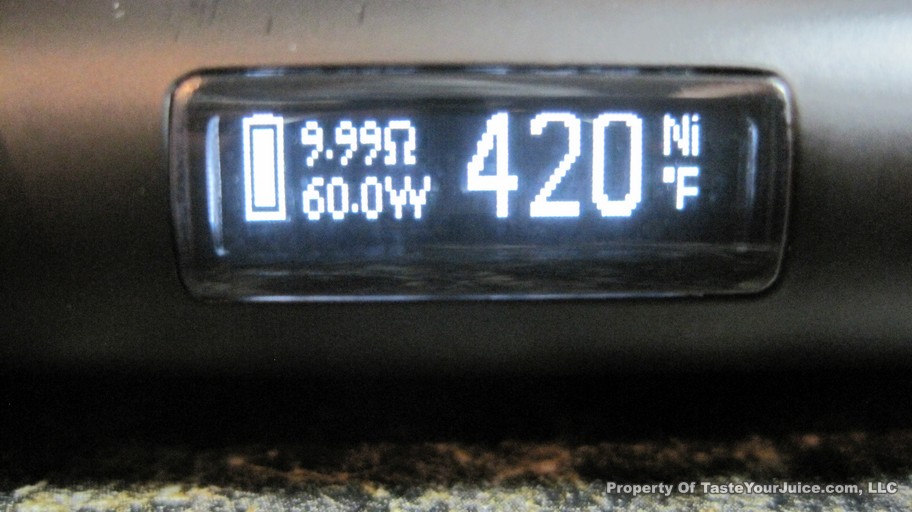 9.99Ω
60.0W
420
Ni
°F
Property Of TasteYourJuice.com, LLC